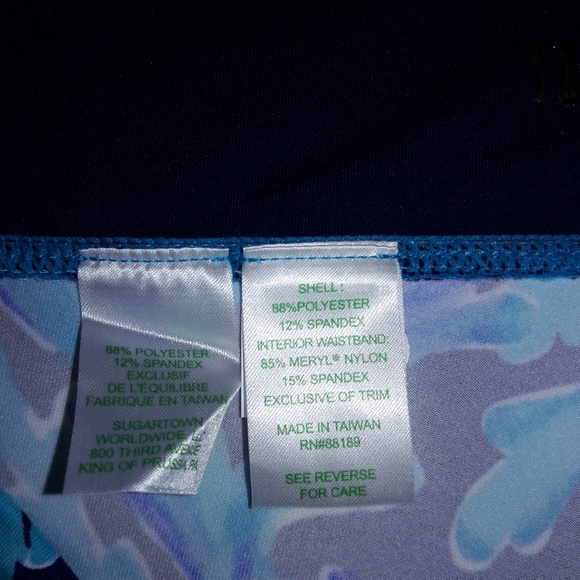 88% POLYESTER
12% SPANDEX
EXCLUSIF
DE L'ÉQUILIBRE
FABRIQUE EN TAIWAN
SUGARTOWN
WORLDWIDE,
800 THIRD AVENUE
KING OF PRUSSIA
SHELL :
88%POLYESTER
12% SPANDEX
INTERIOR WAISTBAND:
85% MERYL® NYLON
15% SPANDEX
EXCLUSIVE OF TRIM
MADE IN TAIWAN
RN#88189
SEE REVERSE
FOR CARE